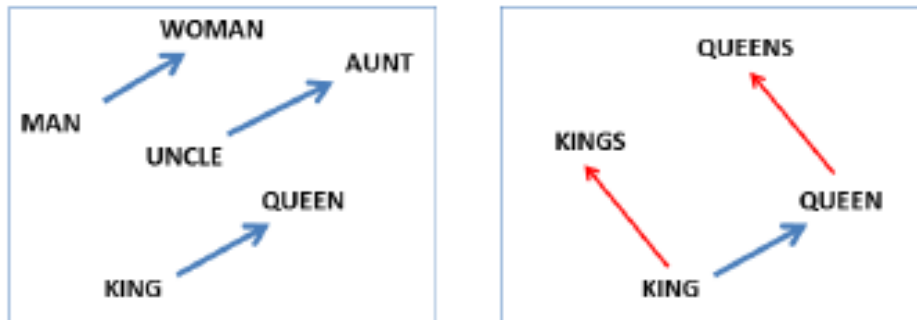 WOMAN
AUNT
MAN
UNCLE
QUEEN
KING
QUEENS
KINGS
QUEEN
KING